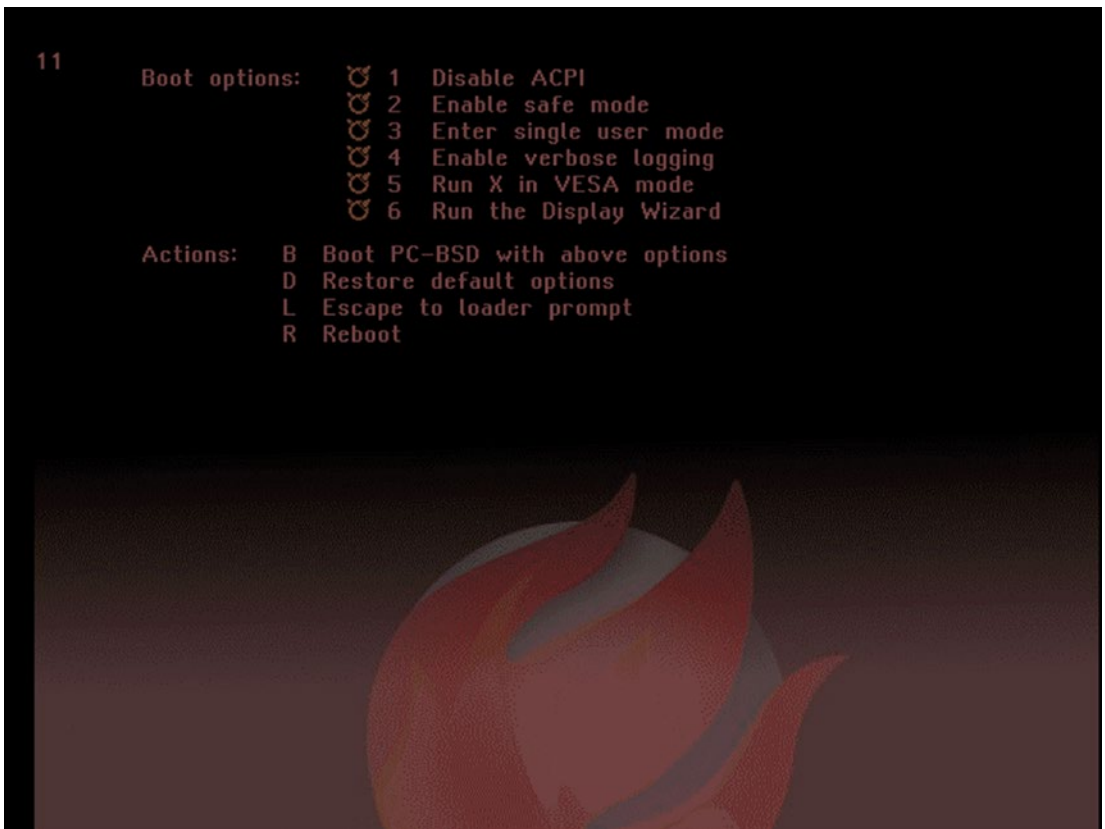 11
Boot options: 1 Disable ACPI
2 Enable safe mode
3 Enter single user mode
4 Enable verbose logging
5 Run X in VESA mode
6 Run the Display Wizard
Actions: B Boot PC-BSD with above options
D Restore default options
L Escape to loader prompt
R Reboot